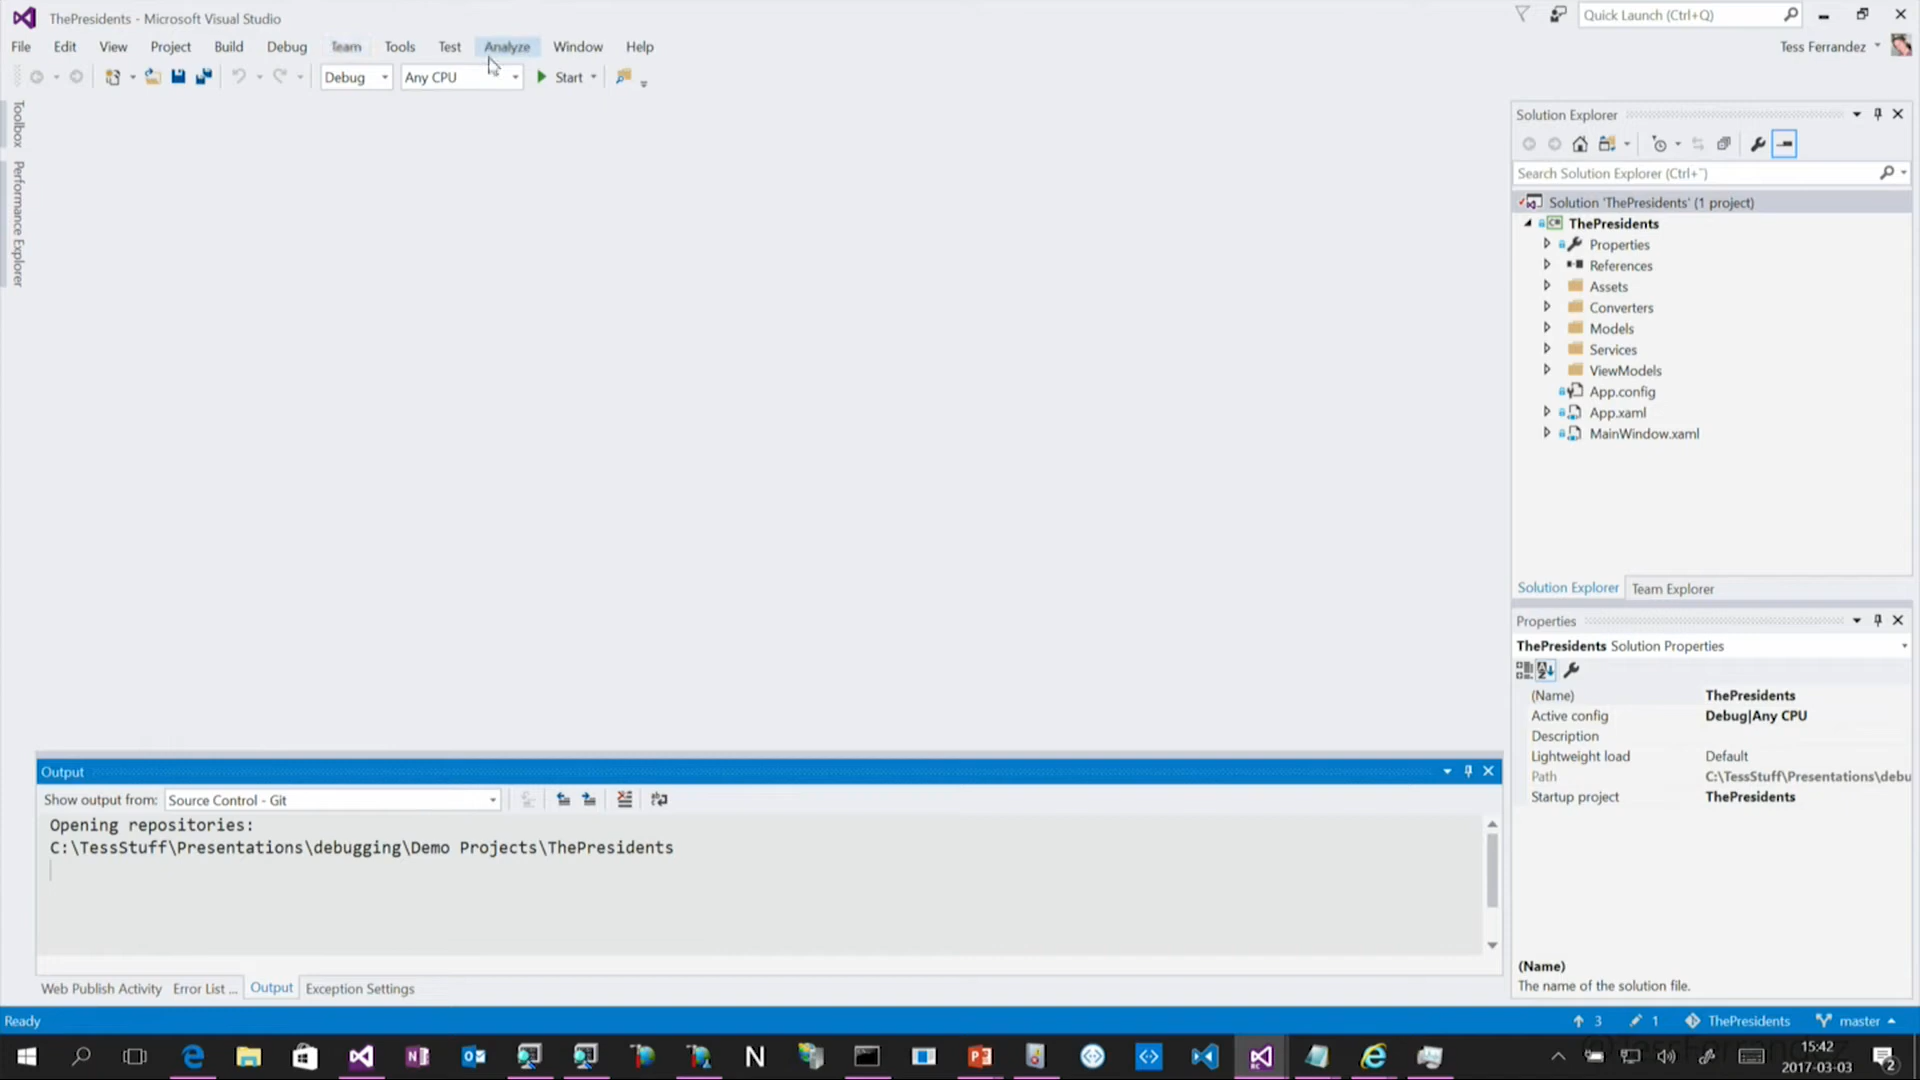 ThePresidents - Microsoft Visual Studio
Quick Launch (Ctrl+Q)
File Edit View Project Build Debug Team Tools Test Analyze Window Help
Tess Ferrandez
Debug Any CPU Start
Toolbox
Performance Explorer
Solution Explorer
Search Solution Explorer (Ctrl+¨)
Solution 'ThePresidents' (1 project)
ThePresidents
Properties
References
Assets
Converters
Models
Services
ViewModels
App.config
App.xaml
MainWindow.xaml
Solution Explorer Team Explorer
Properties
ThePresidents Solution Properties
(Name) ThePresidents
Active config Debug|Any CPU
Description
Lightweight load Default
Path C:\TessStuff\Presentations\debu
Startup project ThePresidents
(Name)
The name of the solution file.
Output
Show output from: Source Control - Git
Opening repositories:
C:\TessStuff\Presentations\debugging\Demo Projects\ThePresidents
Web Publish Activity Error List ... Output Exception Settings
Ready
3 1 ThePresidents master
@TessFerrandez
15:42
2017-03-03
2